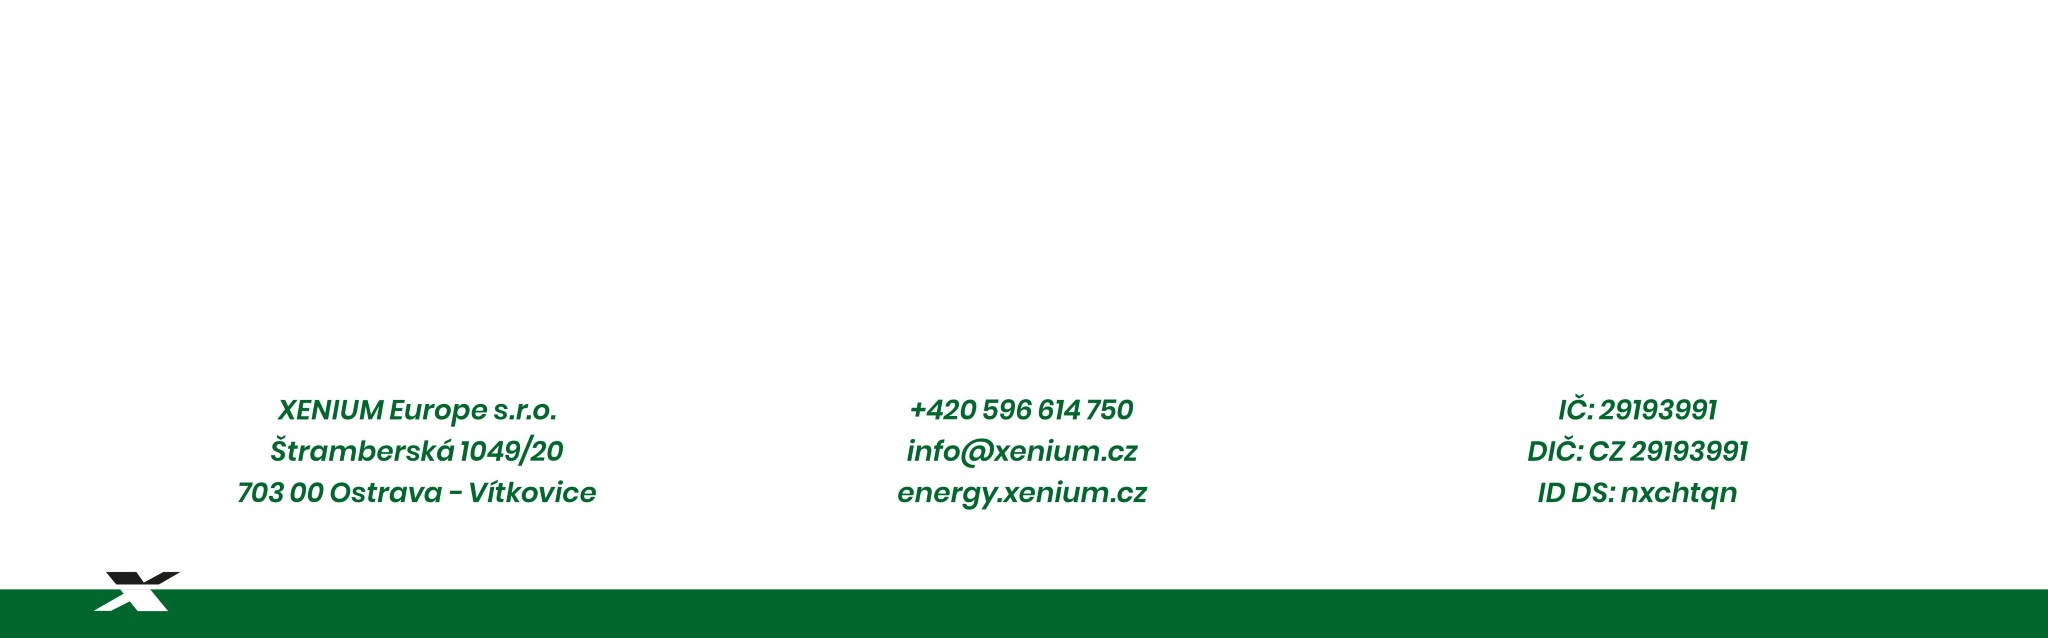 XENIUM Europe s.r.o.
Štramberská 1049/20
703 00 Ostrava - Vítkovice
+420 596 614 750
info@xenium.cz
energy.xenium.cz
IČ: 29193991
DIČ: CZ 29193991
ID DS: nxchtqn